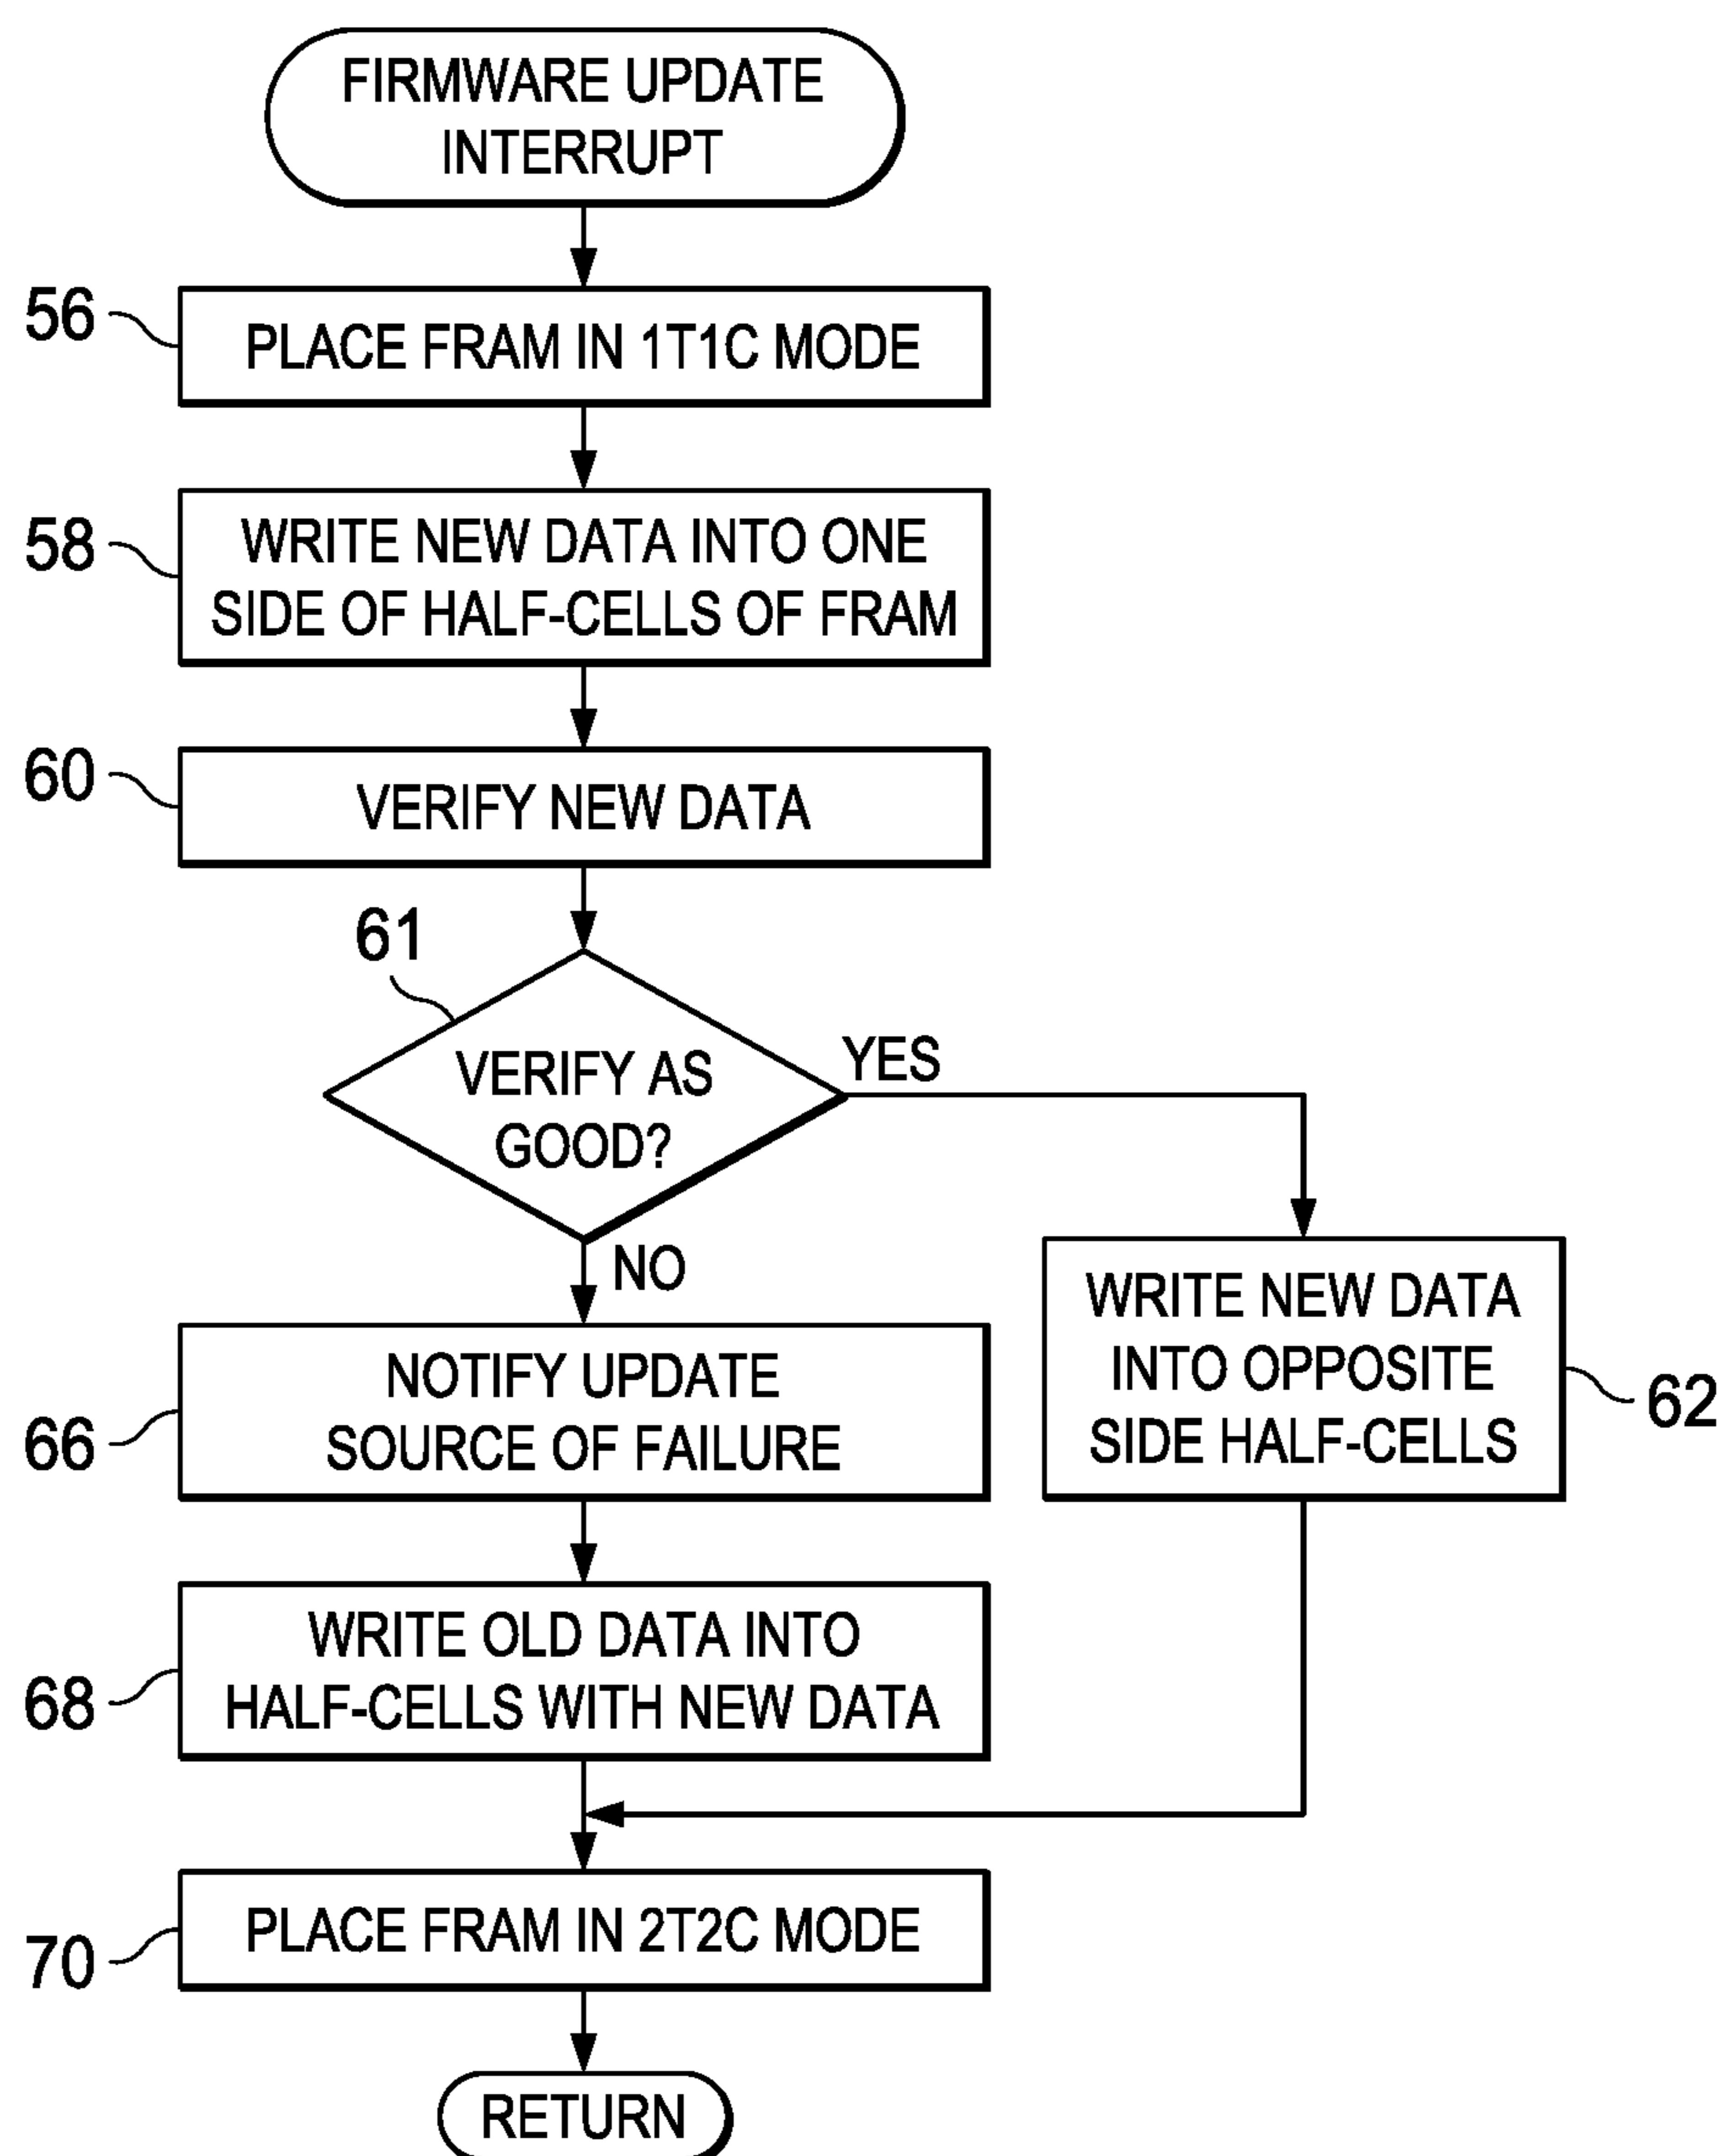 FIRMWARE UPDATE
INTERRUPT
56
PLACE FRAM IN 1T1C MODE
58
WRITE NEW DATA INTO ONE
SIDE OF HALF-CELLS OF FRAM
60
VERIFY NEW DATA
61
VERIFY AS
GOOD?
YES
NO
WRITE NEW DATA
INTO OPPOSITE
SIDE HALF-CELLS
62
NOTIFY UPDATE
SOURCE OF FAILURE
66
WRITE OLD DATA INTO
HALF-CELLS WITH NEW DATA
68
PLACE FRAM IN 2T2C MODE
70
RETURN